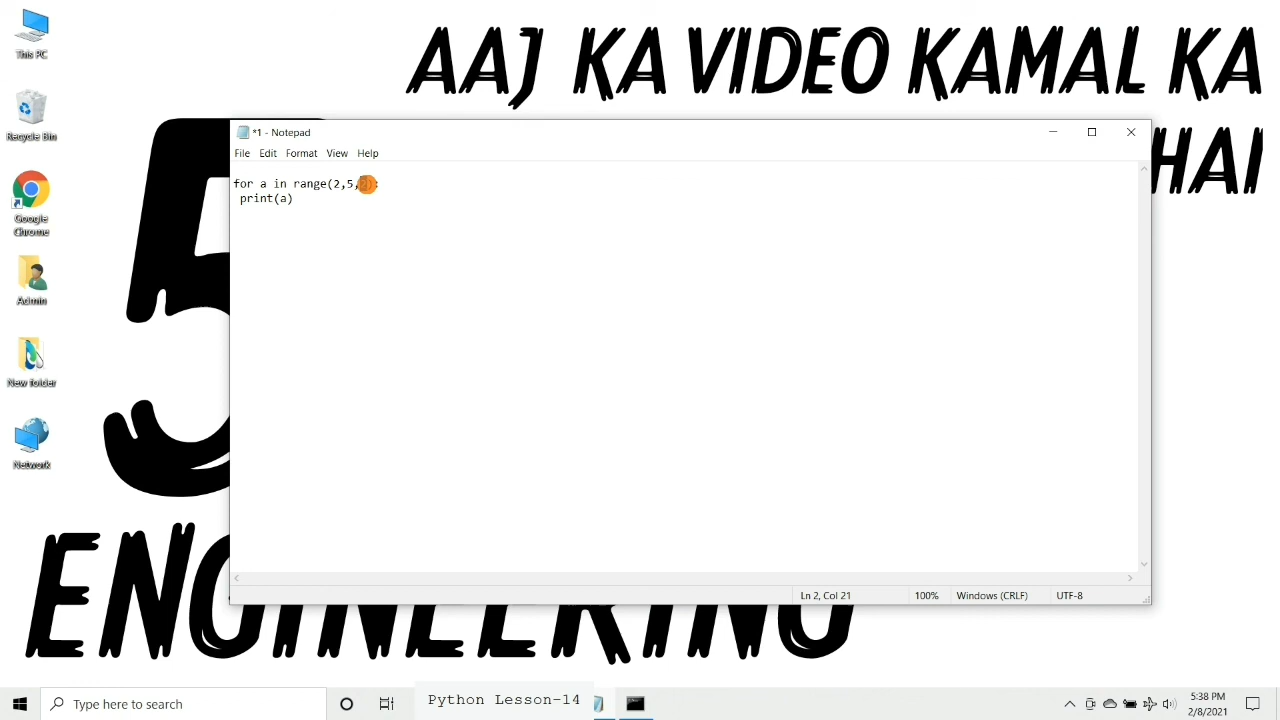 This PC
Recycle Bin
Google
Chrome
Admin
New folder
Network
AAJ KA VIDEO KAMAL KA
HAI
5
ENGINEERING
*1 - Notepad
File Edit Format View Help
for a in range(2,5,
print(a)
Ln 2, Col 21
100%
Windows (CRLF)
UTF-8
Type here to search
Python Lesson-14
5:38 PM
2/8/2021